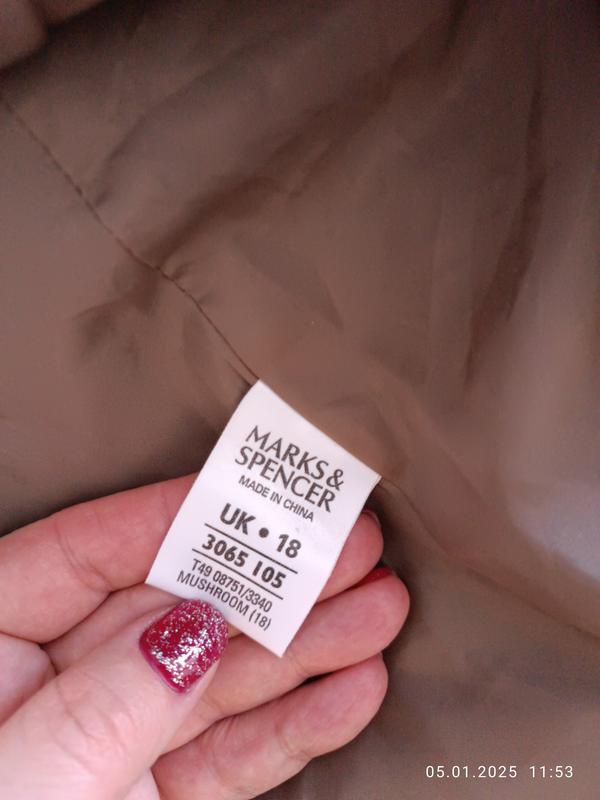 MARKS &
SPENCER
MADE IN CHINA
UK • 18
3065 105
T49 08751/3340
MUSHROOM (18)
05.01.2025 11:53